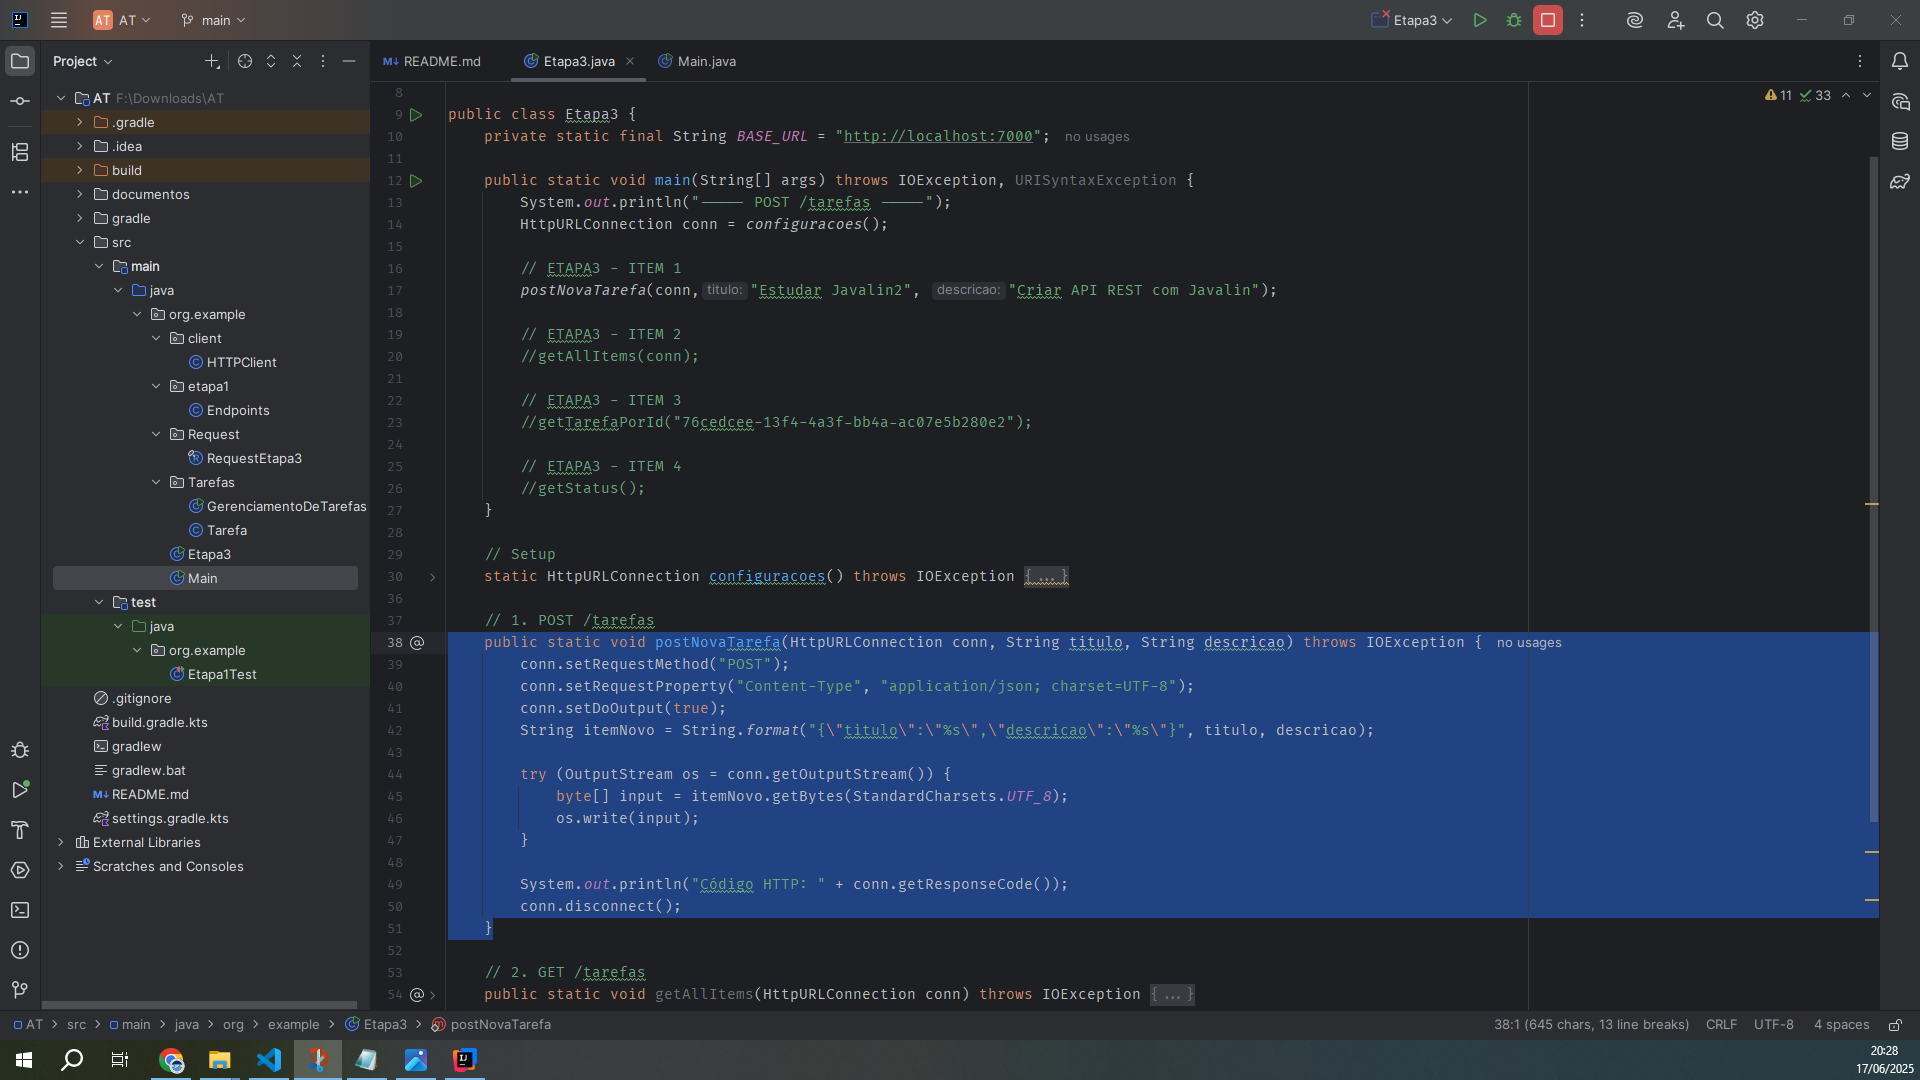 AT AT main Etapa3
Project
README.md Etapa3.java Main.java
AT F:\Downloads\AT
.gradle
.idea
build
documentos
gradle
src
main
java
org.example
client
HTTPClient
etapa1
Endpoints
Request
RequestEtapa3
Tarefas
GerenciamentoDeTarefas
Tarefa
Etapa3
Main
test
java
org.example
Etapa1Test
.gitignore
build.gradle.kts
gradlew
gradlew.bat
README.md
settings.gradle.kts
External Libraries
Scratches and Consoles
11 33
8
9 public class Etapa3 {
10 private static final String BASE_URL = "http://localhost:7000"; no usages
11
12 public static void main(String[] args) throws IOException, URISyntaxException {
13 System.out.println("----- POST /tarefas -----");
14 HttpURLConnection conn = configuracoes();
15
16 // ETAPA3 - ITEM 1
17 postNovaTarefa(conn, titulo: "Estudar Javalin2", descricao: "Criar API REST com Javalin");
18
19 // ETAPA3 - ITEM 2
20 //getAllItems(conn);
21
22 // ETAPA3 - ITEM 3
23 //getTarefaPorId("76cedcee-13f4-4a3f-bb4a-ac07e5b280e2");
24
25 // ETAPA3 - ITEM 4
26 //getStatus();
27 }
28
29 // Setup
30 static HttpURLConnection configuracoes() throws IOException {...}
36
37 // 1. POST /tarefas
38 public static void postNovaTarefa(HttpURLConnection conn, String titulo, String descricao) throws IOException { no usages
39 conn.setRequestMethod("POST");
40 conn.setRequestProperty("Content-Type", "application/json; charset=UTF-8");
41 conn.setDoOutput(true);
42 String itemNovo = String.format("{\"titulo\":\"%s\",\"descricao\":\"%s\"}", titulo, descricao);
43
44 try (OutputStream os = conn.getOutputStream()) {
45 byte[] input = itemNovo.getBytes(StandardCharsets.UTF_8);
46 os.write(input);
47 }
48
49 System.out.println("Código HTTP: " + conn.getResponseCode());
50 conn.disconnect();
51 }
52
53 // 2. GET /tarefas
54 public static void getAllItems(HttpURLConnection conn) throws IOException {...}
AT > src > main > java > org > example > Etapa3 > postNovaTarefa
38:1 (645 chars, 13 line breaks) CRLF UTF-8 4 spaces
20:28
17/06/2025